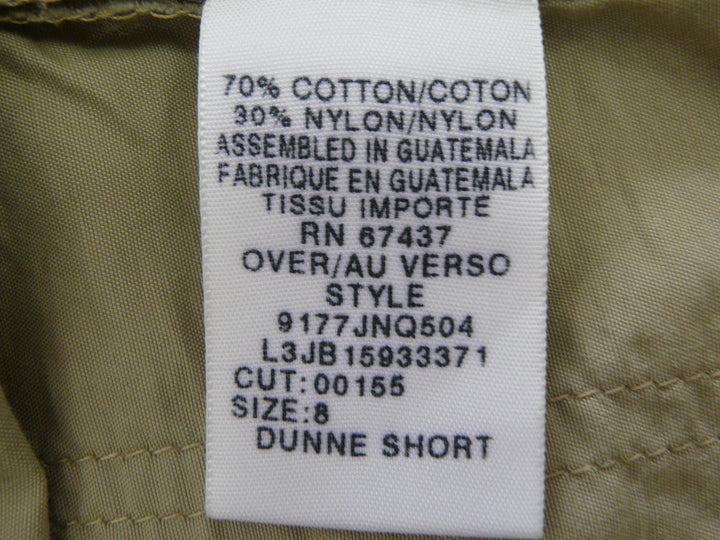 70% COTTON/COTON
30% NYLON/NYLON
ASSEMBLED IN GUATEMALA
FABRIQUE EN GUATEMALA
TISSU IMPORTÉ
RN 67437
OVER/AU VERSO
STYLE
9177JNQ504
L3JB15933371
CUT: 00155
SIZE:8
DUNNE SHORT